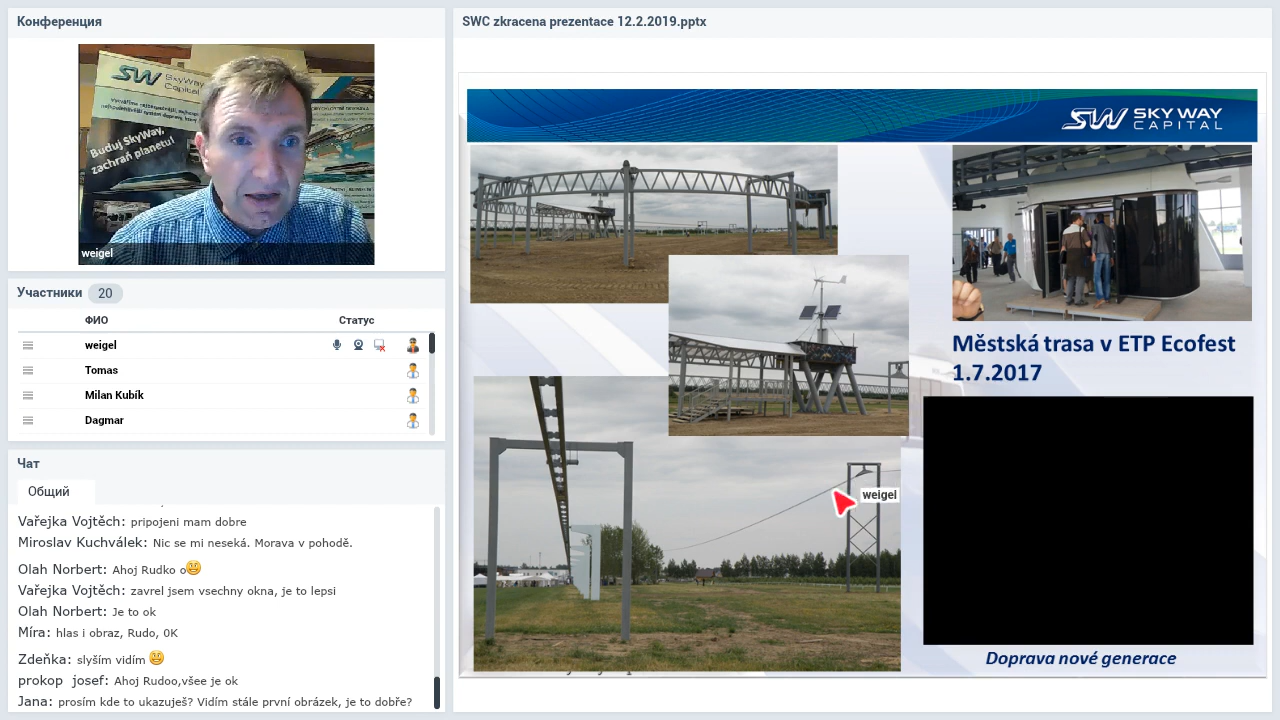 Конференция
SW SkyWay
Capital
Buduj SkyWay,
zachraň planetu!
weigel
Участники 20
ФИО Статус
weigel
Tomas
Milan Kubík
Dagmar
Чат
Общий
Vařejka Vojtěch: pripojeni mam dobre
Miroslav Kuchválek: Nic se mi neseká. Morava v pohodě.
Olah Norbert: Ahoj Rudko o
Vařejka Vojtěch: zavrel jsem vsechny okna, je to lepsi
Olah Norbert: Je to ok
Míra: hlas i obraz, Rudo, 0K
Zdeňka: slyším vidím
prokop josef: Ahoj Rudoo,všee je ok
Jana: prosím kde to ukazuješ? Vidím stále první obrázek, je to dobře?
SWC zkracena prezentace 12.2.2019.pptx
SW SKY WAY
CAPITAL
Městská trasa v ETP Ecofest
1.7.2017
weigel
Doprava nové generace